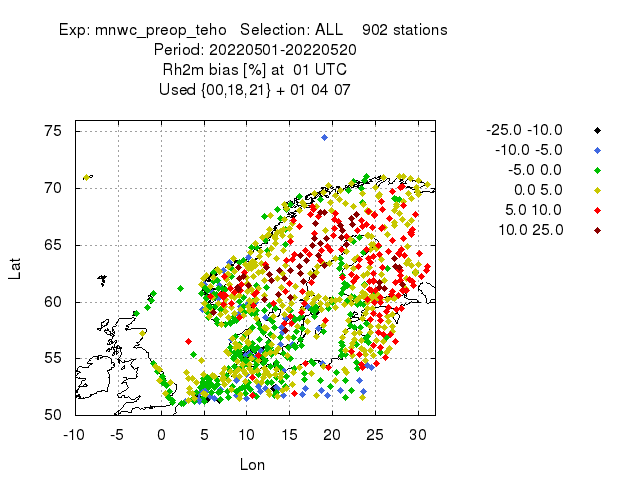 Exp: mnwc_preop_teho   Selection: ALL    902 stations
Period: 20220501-20220520
Rh2m bias [%] at  01 UTC
Used {00,18,21} + 01 04 07
-25.0 -10.0
-10.0 -5.0
-5.0 0.0
0.0 5.0
5.0 10.0
10.0 25.0
75
70
65
60
55
50
Lat
-10 -5 0 5 10 15 20 25 30
Lon